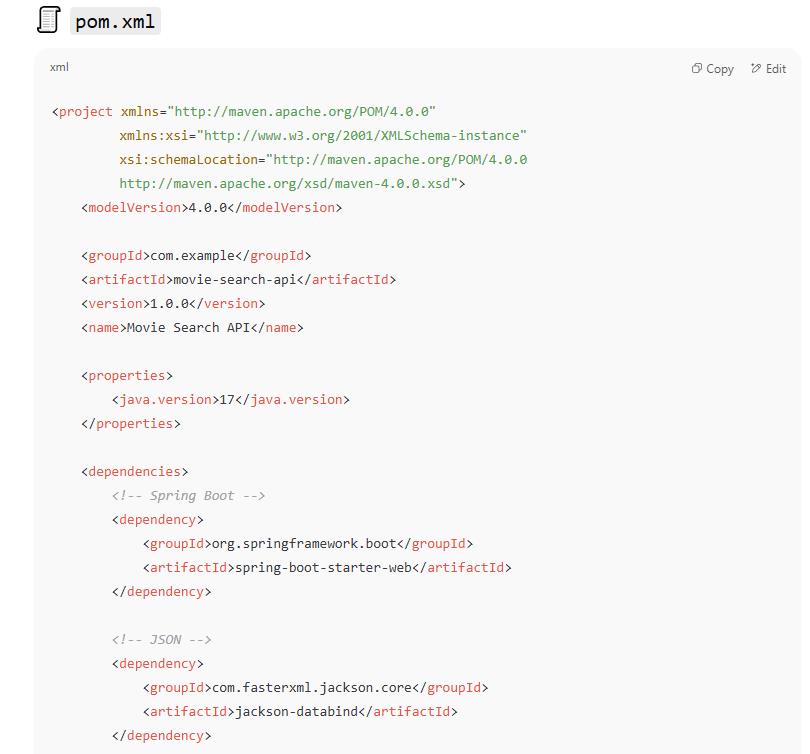 pom.xml
xml
Copy Edit
<project xmlns="http://maven.apache.org/POM/4.0.0"
         xmlns:xsi="http://www.w3.org/2001/XMLSchema-instance"
         xsi:schemaLocation="http://maven.apache.org/POM/4.0.0
         http://maven.apache.org/xsd/maven-4.0.0.xsd">
    <modelVersion>4.0.0</modelVersion>
    <groupId>com.example</groupId>
    <artifactId>movie-search-api</artifactId>
    <version>1.0.0</version>
    <name>Movie Search API</name>
    <properties>
        <java.version>17</java.version>
    </properties>
    <dependencies>
        <!-- Spring Boot -->
        <dependency>
            <groupId>org.springframework.boot</groupId>
            <artifactId>spring-boot-starter-web</artifactId>
        </dependency>
        <!-- JSON -->
        <dependency>
            <groupId>com.fasterxml.jackson.core</groupId>
            <artifactId>jackson-databind</artifactId>
        </dependency>